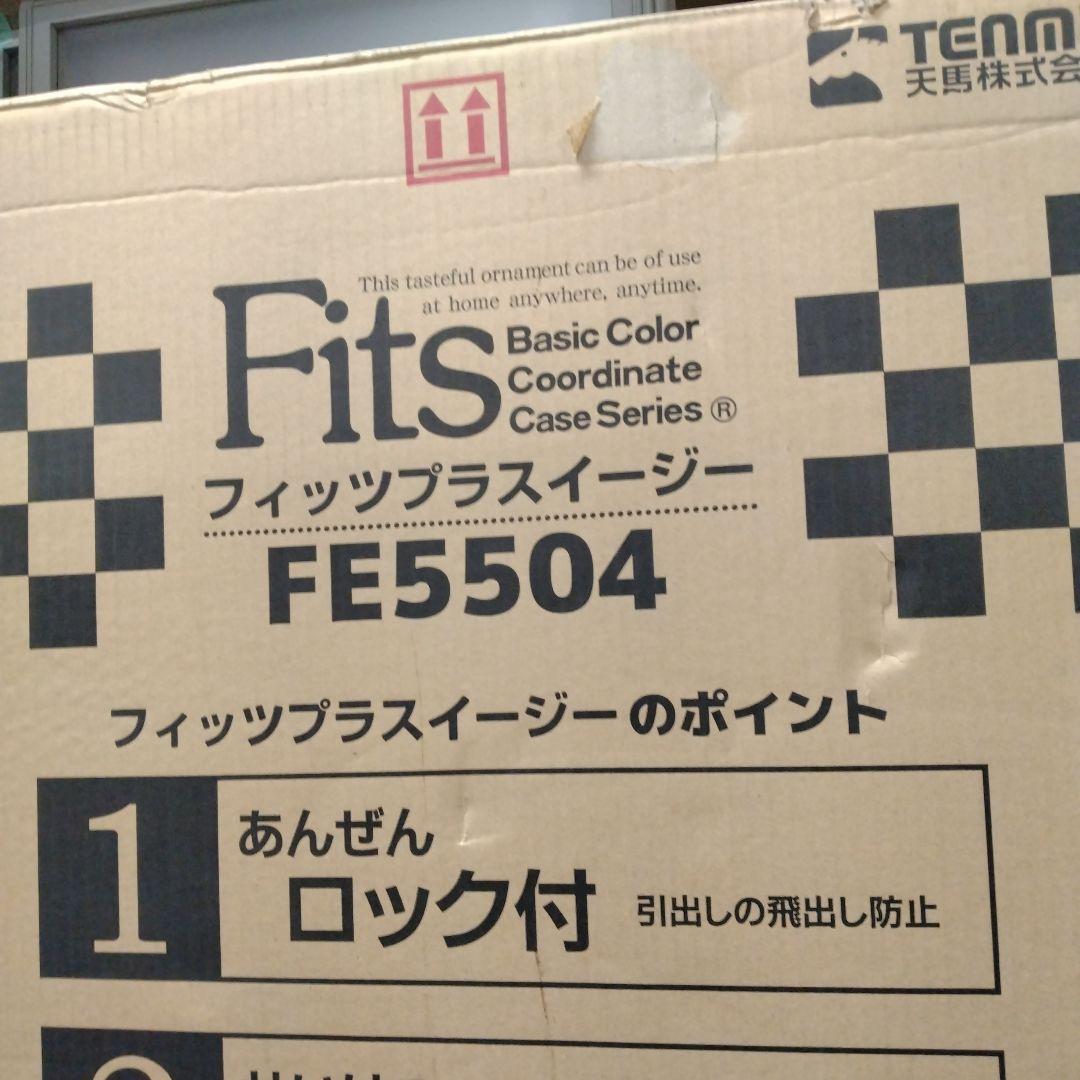 TENM
天馬株式会
This tasteful ornament can be of use
at home anywhere, anytime.
Fits
Basic Color
Coordinate
Case Series ®
フィッツプラスイージー
FE5504
フィッツプラスイージーのポイント
1
あんぜん
ロック付 引出しの飛出し防止